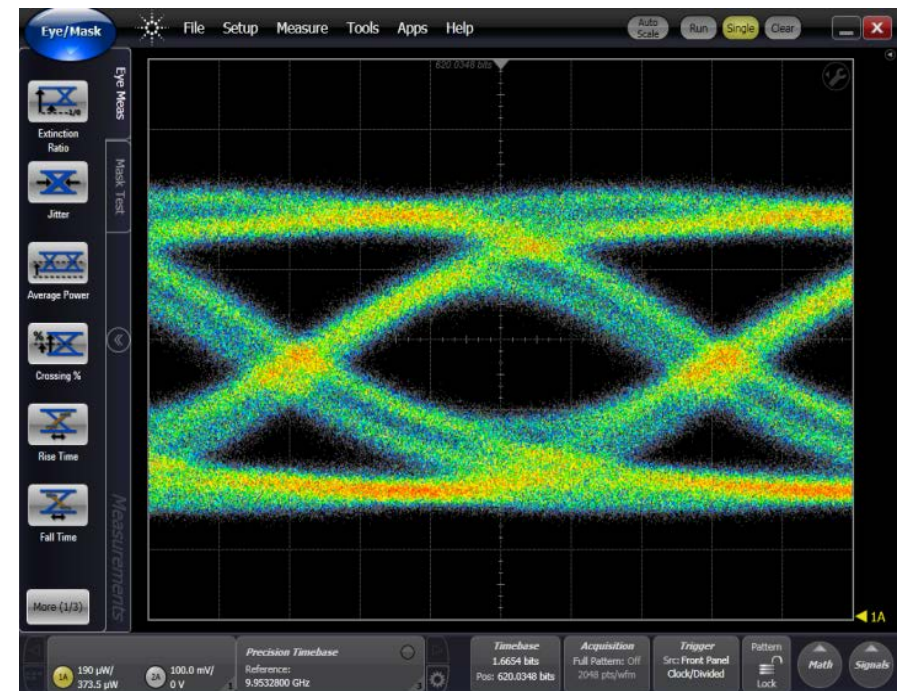 Eye/Mask
File Setup Measure Tools Apps Help
Auto Scale
Run
Single
Clear
620.0348 bits
Eye Meas
Mask Test
Extinction
Ratio
Jitter
Average Power
Crossing %
Rise Time
Fall Time
More (1/3)
Measurements
1A
1A
190 µW/
373.5 µW
2A
100.0 mV/
0 V
1
Precision Timebase
Reference:
9.9532800 GHz
3
Timebase
1.6654 bits
Pos: 620.0348 bits
Acquisition
Full Pattern: Off
2048 pts/wfm
Trigger
Src: Front Panel
Clock/Divided
Pattern
Lock
Math
Signals